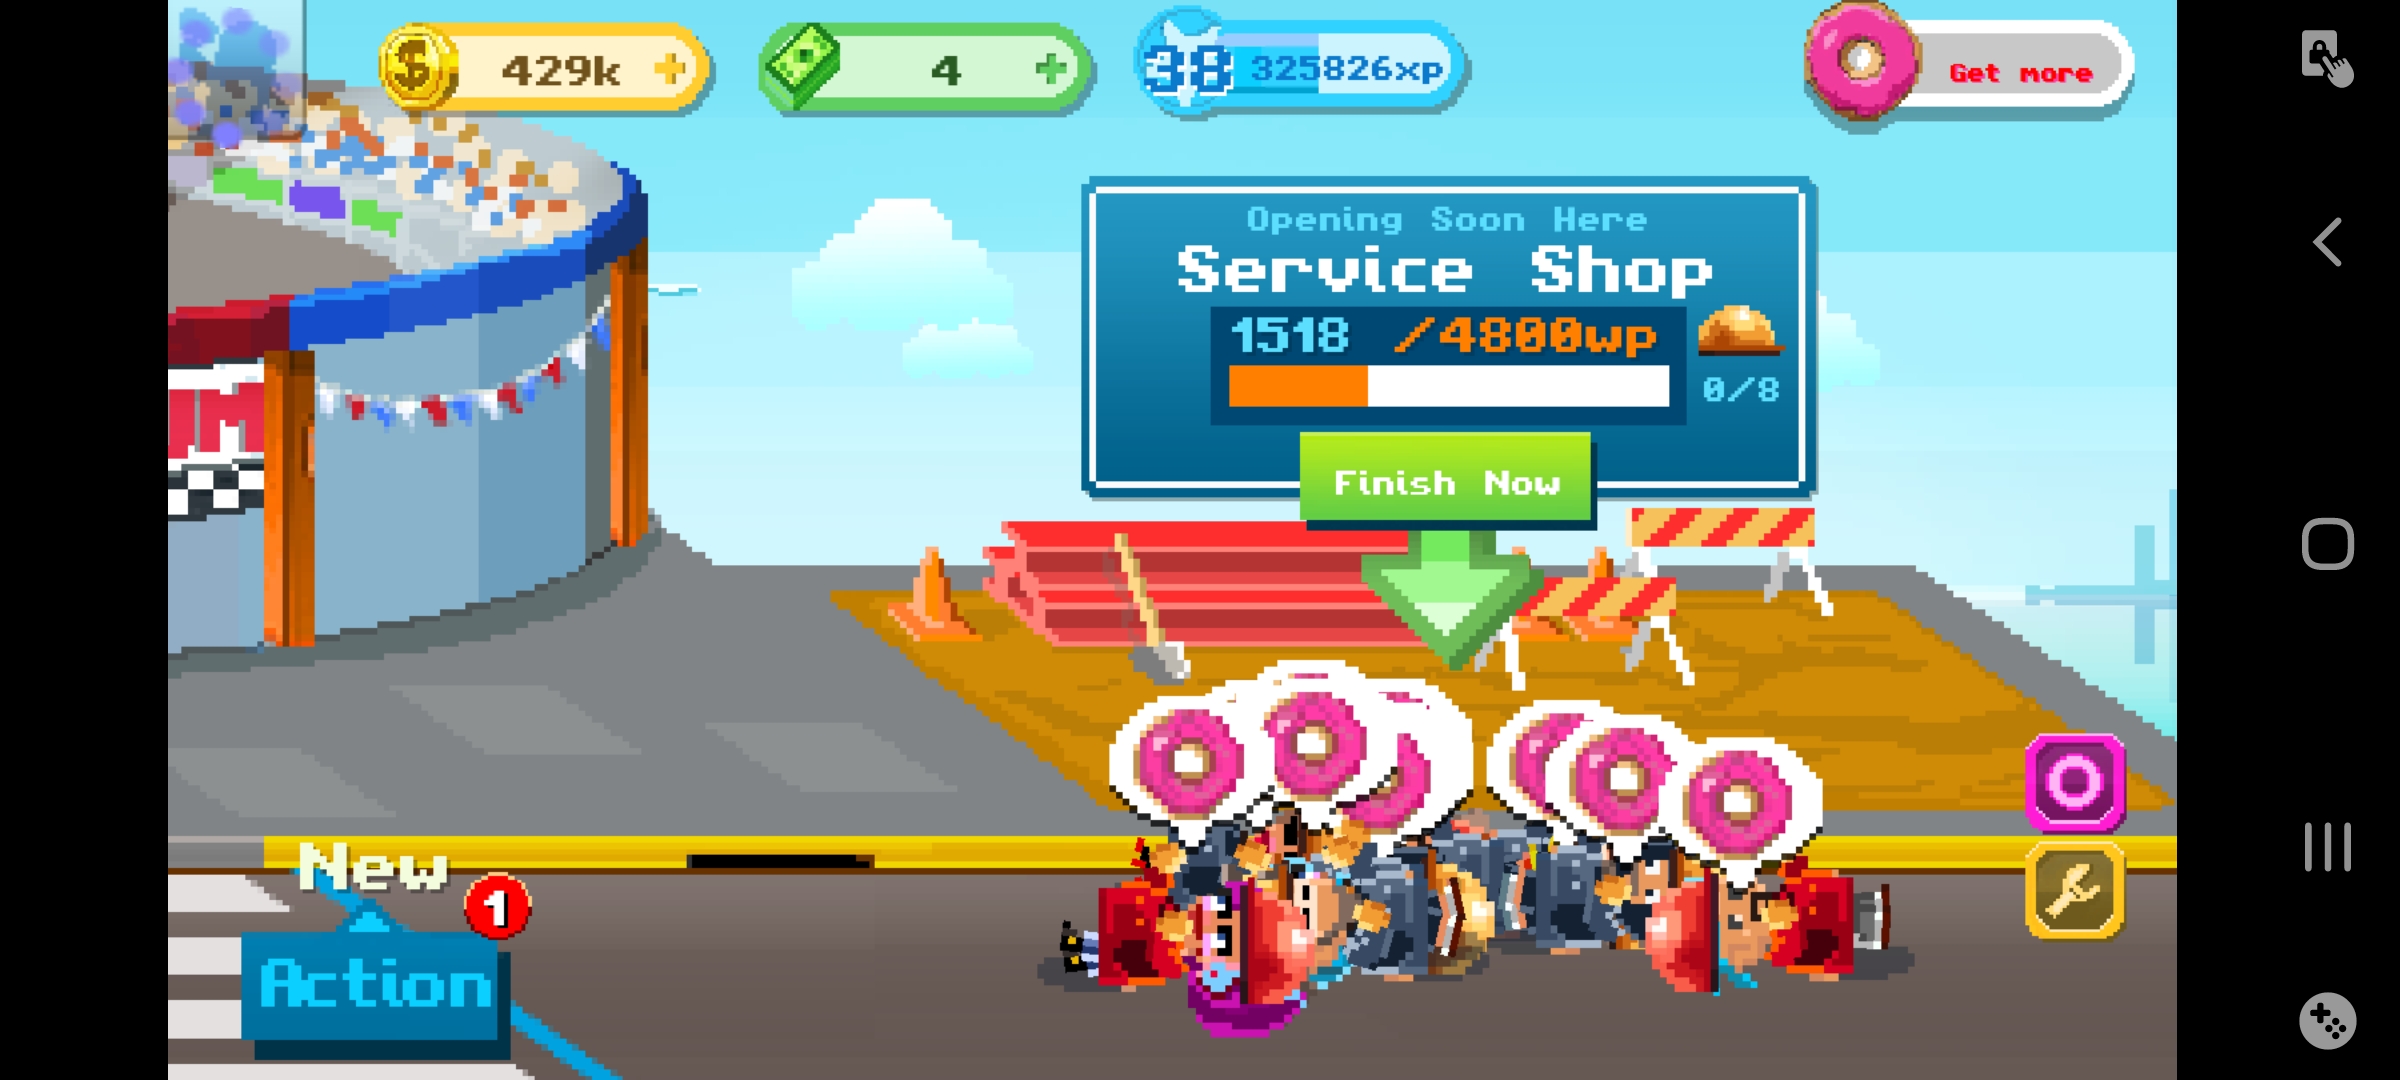 429k
4
38 325826xp
Get more
Opening Soon Here
Service Shop
1518 /4800wp
0/8
Finish Now
New
1
Action